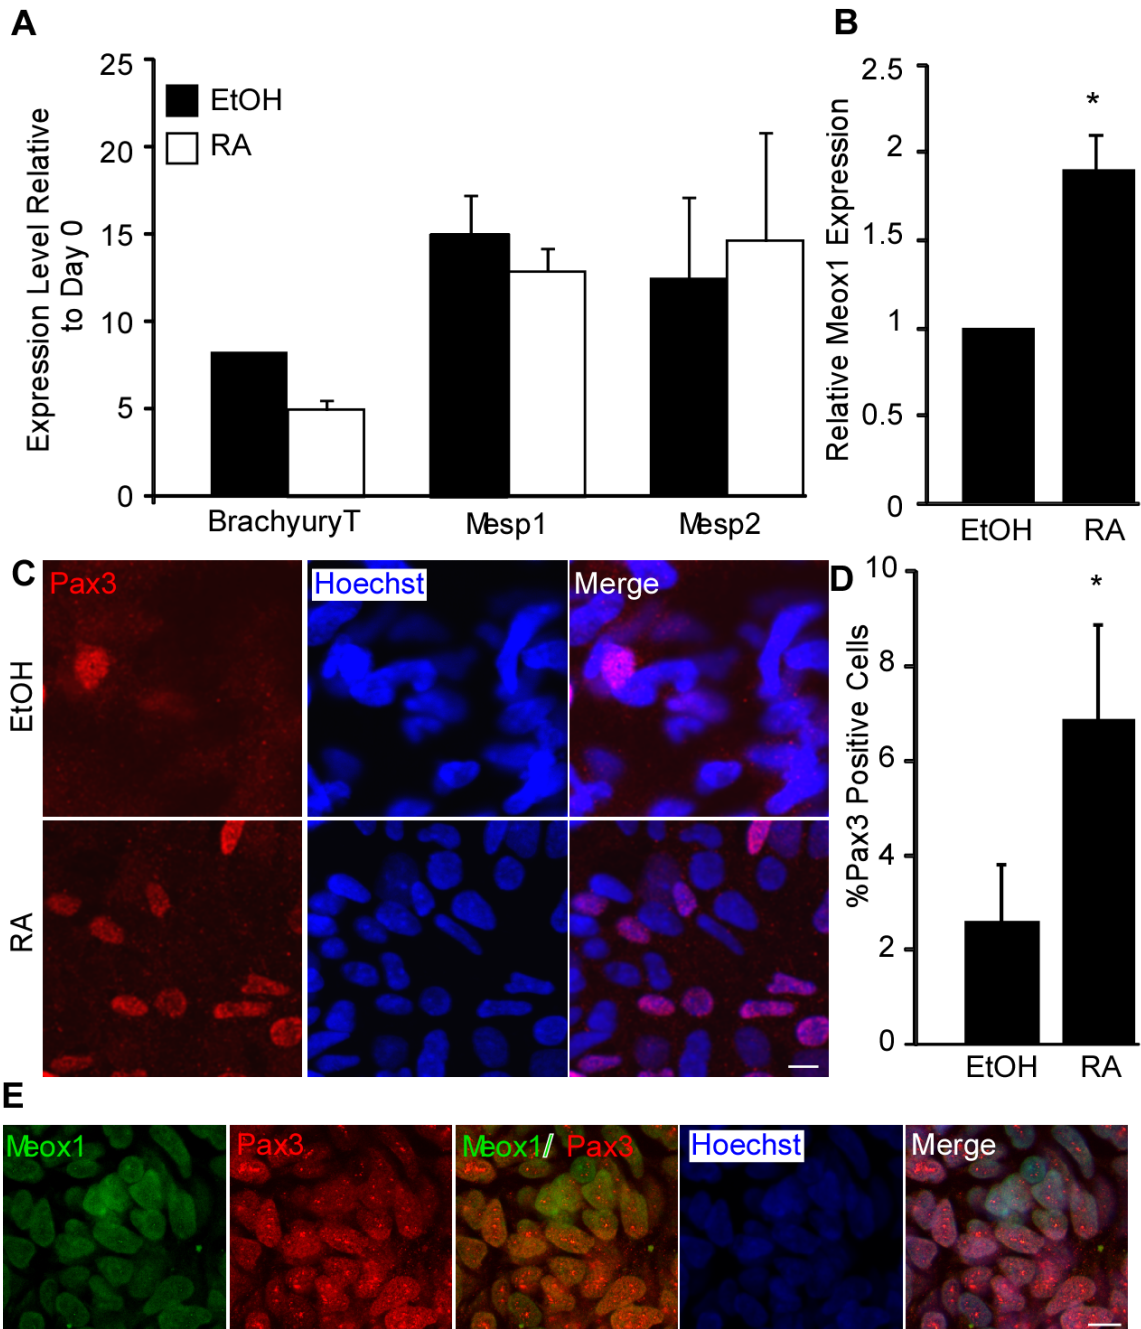 A
Expression Level Relative
to Day 0
25
20
15
10
5
0
EtOH
RA
BrachyuryT
Mesp1
Mesp2
B
Relative Meox1 Expression
2.5
2
1.5
1
0.5
0
*
EtOH
RA
C
EtOH
RA
Pax3
Hoechst
Merge
D
%Pax3 Positive Cells
10
8
6
4
2
0
*
EtOH
RA
E
Meox1
Pax3
Meox1/ Pax3
Hoechst
Merge